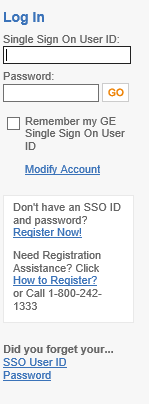 Log In
Single Sign On User ID:
Password:
GO
Remember my GE
Single Sign On User
ID
Modify Account
Don't have an SSO ID
and password?
Register Now!
Need Registration
Assistance? Click
How to Register?
or Call 1-800-242-
1333
Did you forget your...
SSO User ID
Password